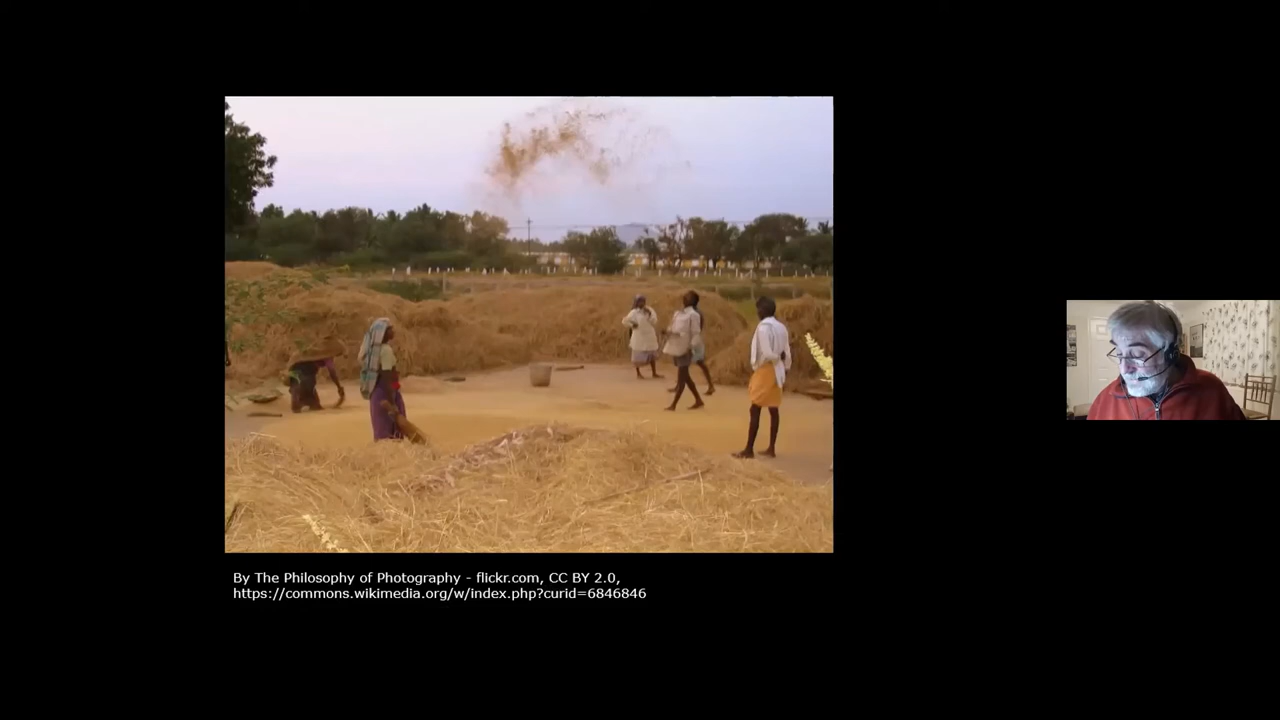 By The Philosophy of Photography - flickr.com, CC BY 2.0,
https://commons.wikimedia.org/w/index.php?curid=6846846